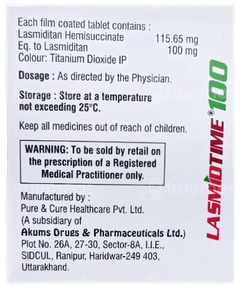 Each film coated tablet contains :
Lasmiditan Hemisuccinate 115.65 mg
Eq. to Lasmiditan 100 mg
Colour: Titanium Dioxide IP
Dosage : As directed by the Physician.
Storage : Store at a temperature
not exceeding 25°C.
Keep all medicines out of reach of children.
WARNING: To be sold by retail on
the prescription of a Registered
Medical Practitioner only.
Manufactured by :
Pure & Cure Healthcare Pvt. Ltd.
(A subsidiary of
Akums Drugs & Pharmaceuticals Ltd.)
Plot No. 26A, 27-30, Sector-8A, I.I.E.,
SIDCUL, Ranipur, Haridwar-249 403,
Uttarakhand.
LASMIDTIME 100